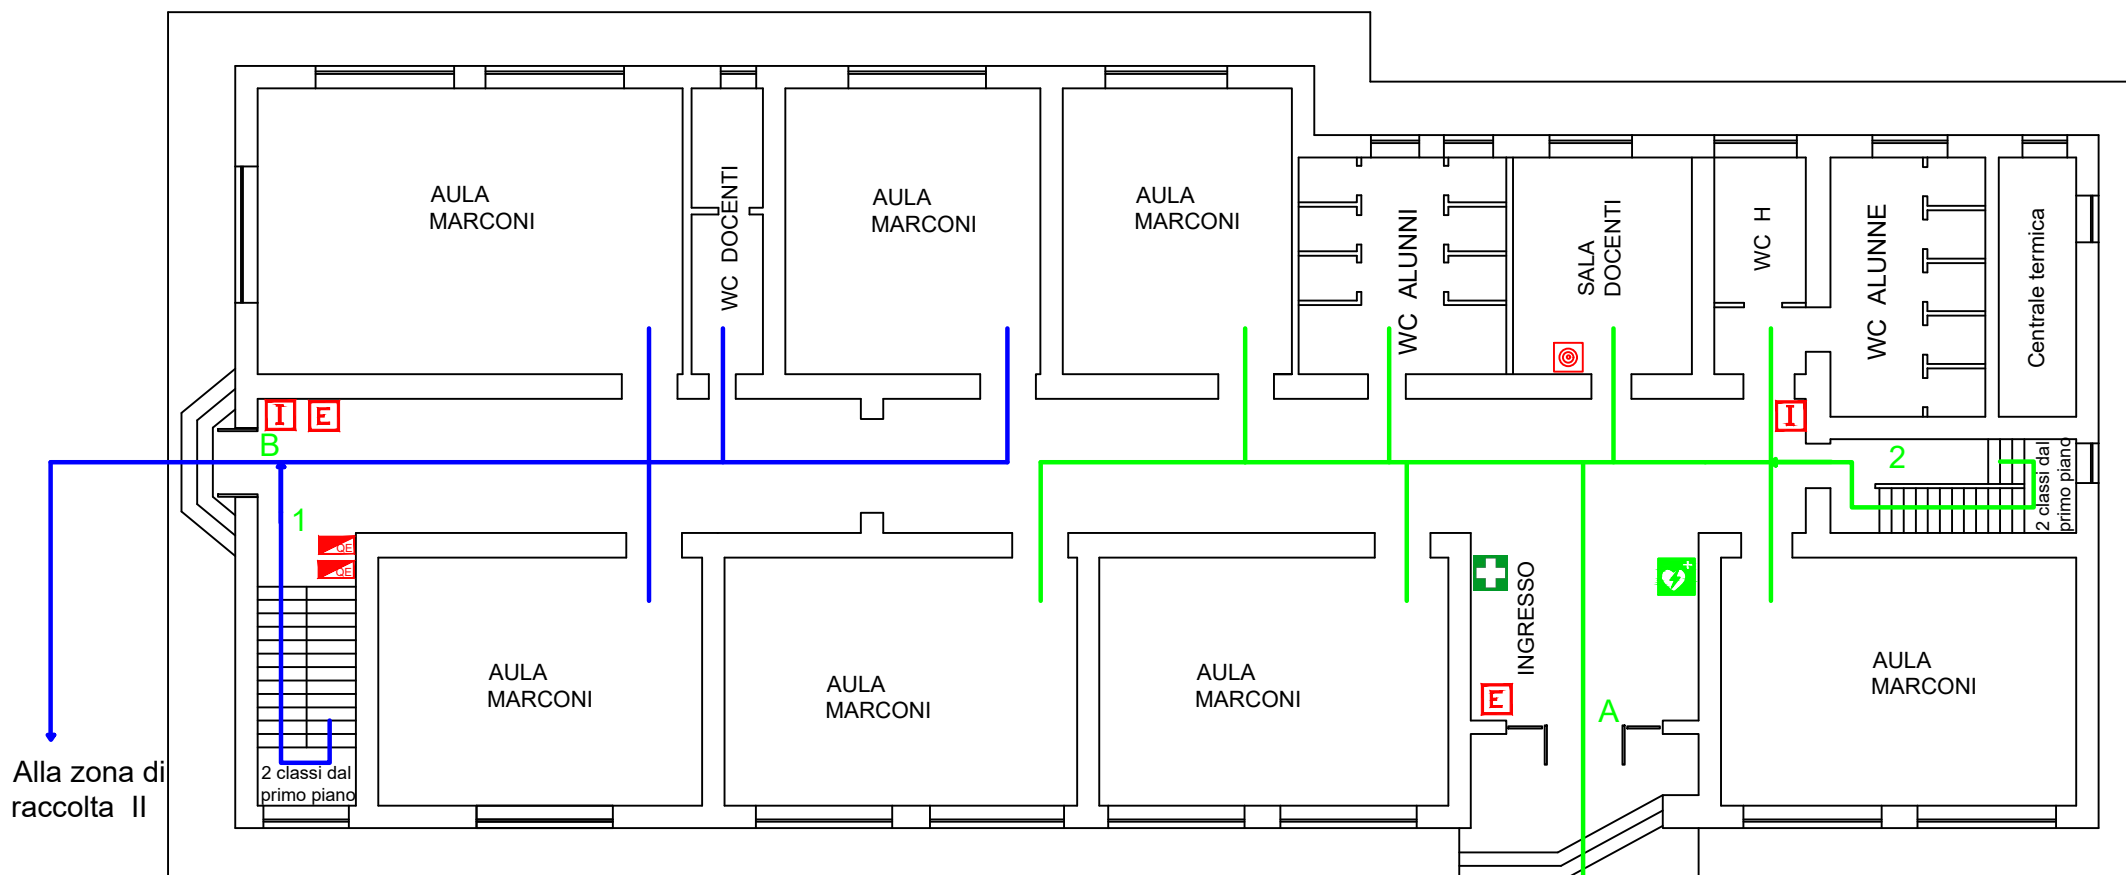 AULA
MARCONI
WC DOCENTI
AULA
MARCONI
AULA
MARCONI
WC ALUNNI
SALA
DOCENTI
WC H
WC ALUNNE
Centrale termica
I
E
B
I
2
2 classi dal
primo piano
1
QE
QE
INGRESSO
AULA
MARCONI
AULA
MARCONI
AULA
MARCONI
E
A
AULA
MARCONI
2 classi dal
primo piano
Alla zona di
raccolta II